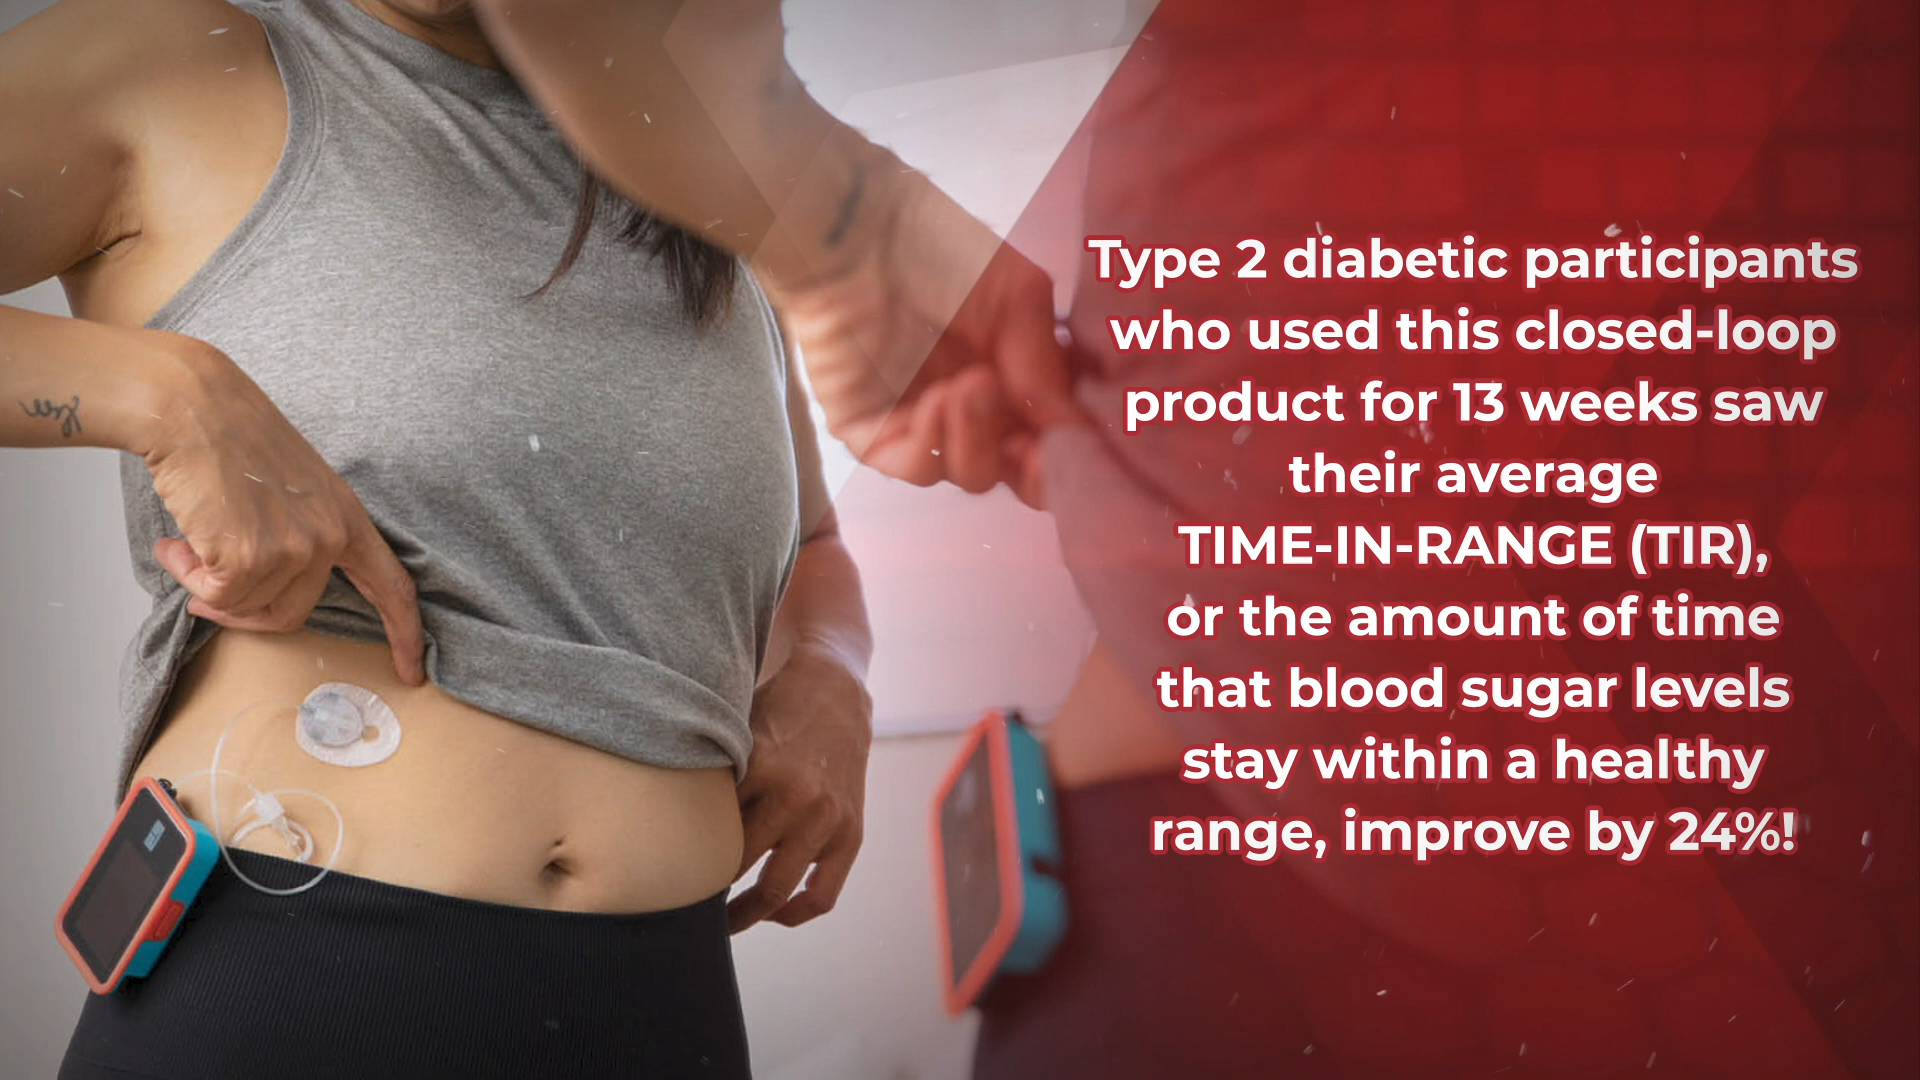 Type 2 diabetic participants
who used this closed-loop
product for 13 weeks saw
their average
TIME-IN-RANGE (TIR),
or the amount of time
that blood sugar levels
stay within a healthy
range, improve by 24%!